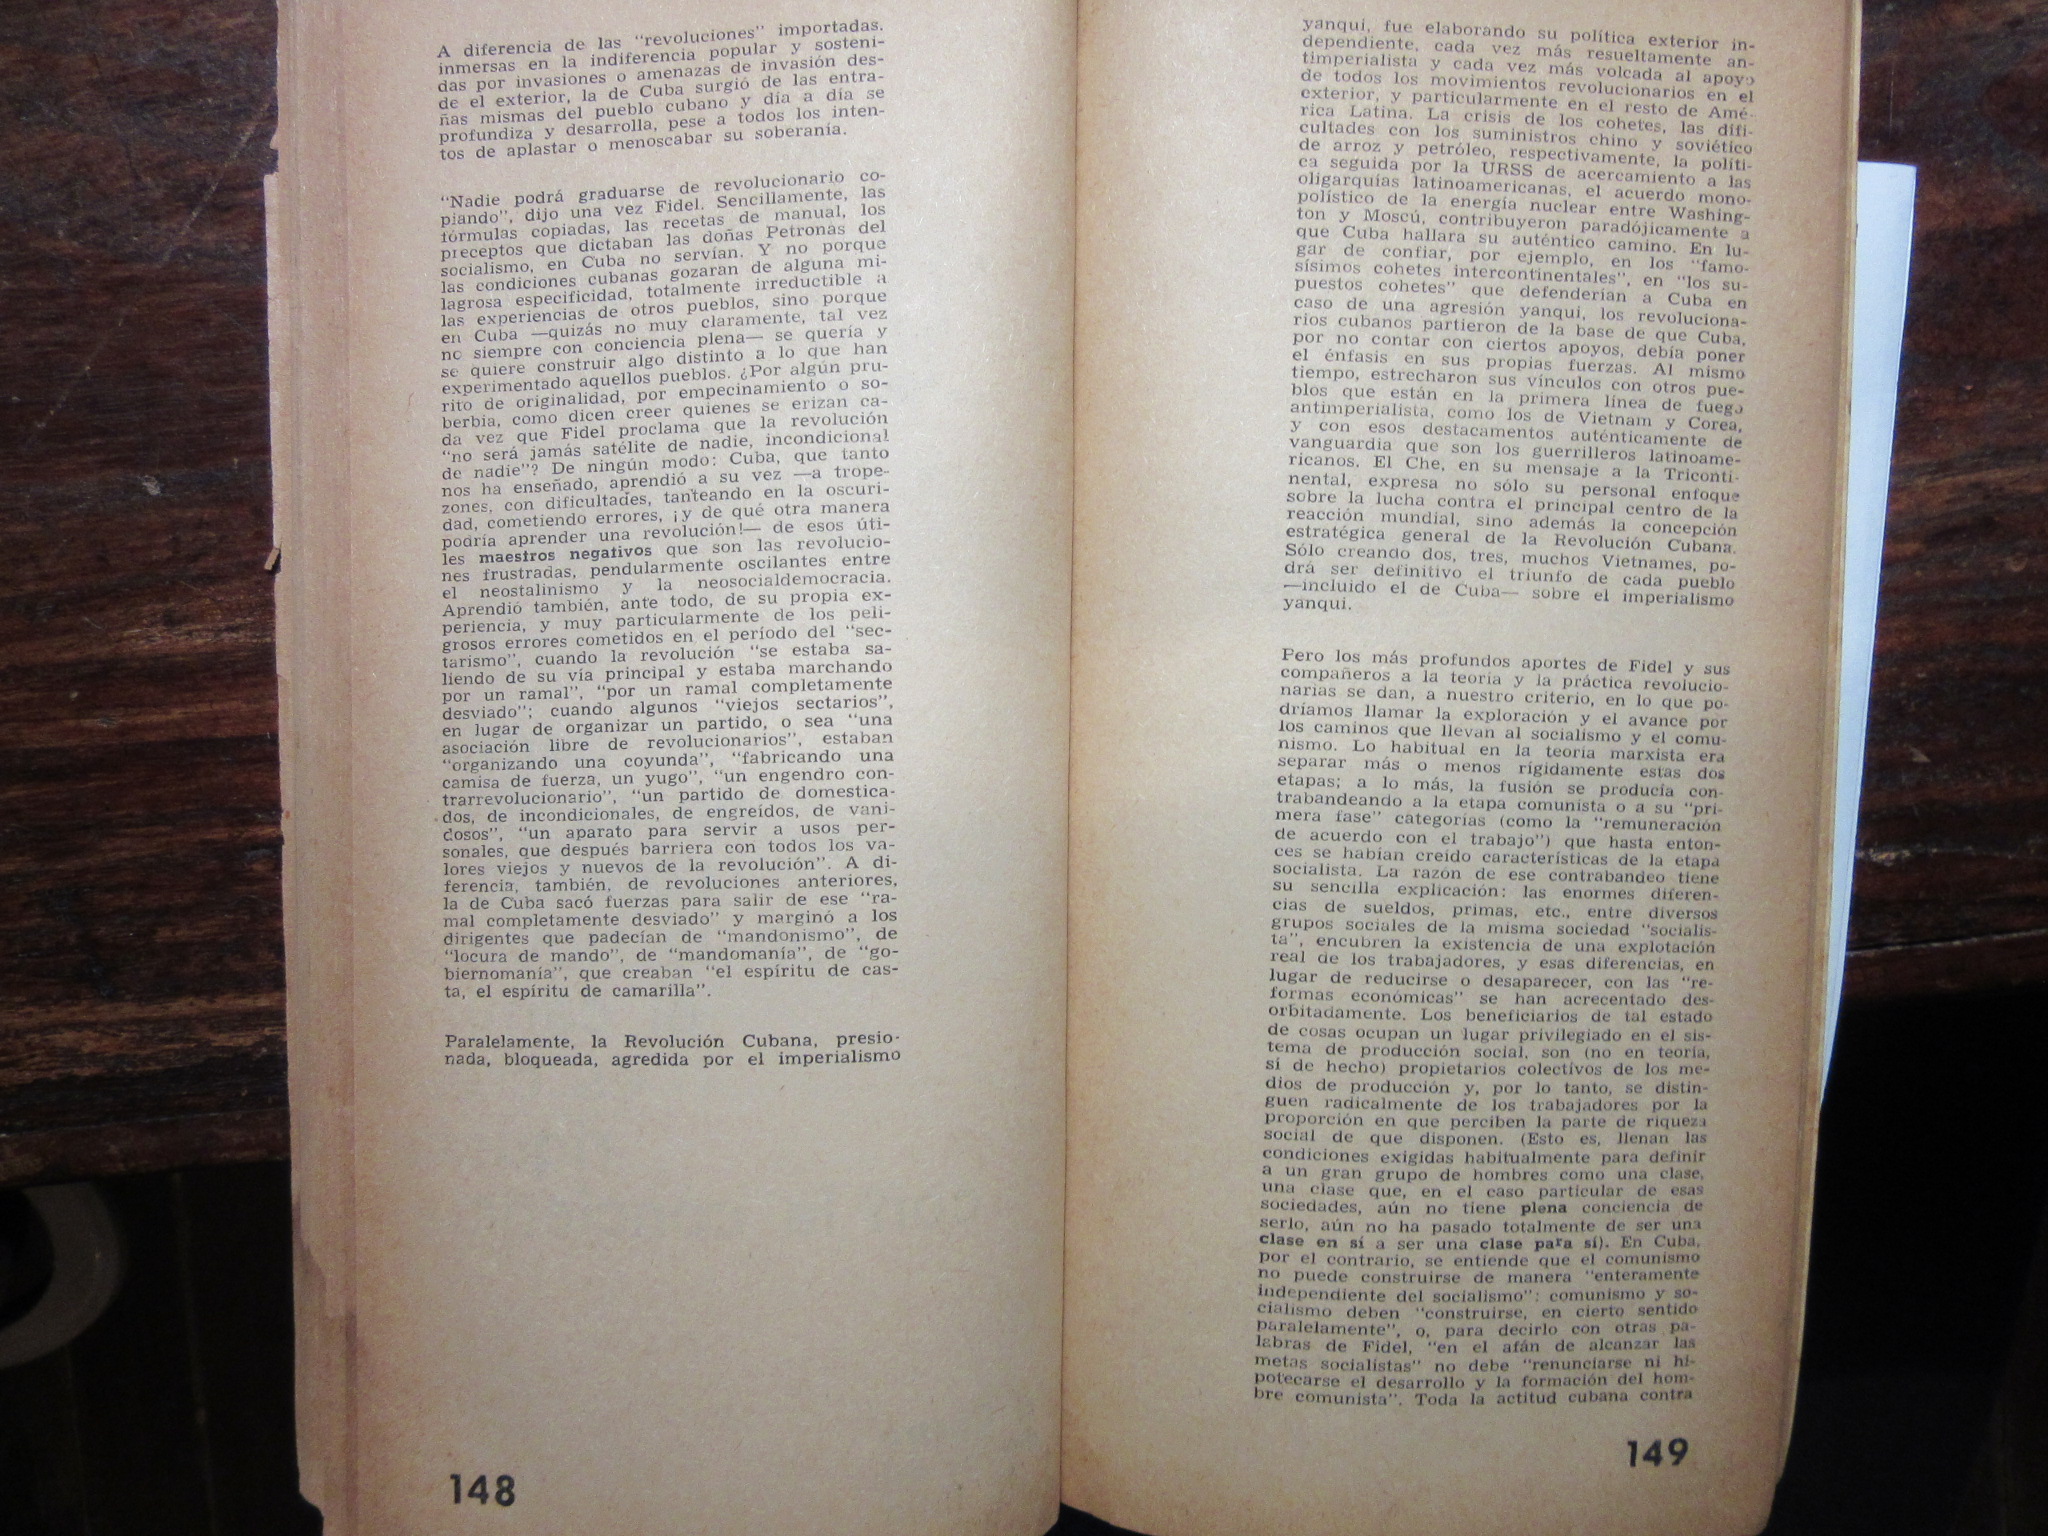 A diferencia de las "revoluciones" importadas.
inmersas en la indiferencia popular y sosteni-
das por invasiones o amenazas de invasión des-
de el exterior, la de Cuba surgió de las entra-
ñas mismas del pueblo cubano y día a día se
profundiza y desarrolla, pese a todos los inten-
tos de aplastar o menoscabar su soberanía.
"Nadie podrá graduarse de revolucionario co-
piando", dijo una vez Fidel. Sencillamente, las
fórmulas copiadas, las recetas de manual, los
preceptos que dictaban las doñas Petronas del
socialismo, en Cuba no servían. Y no porque
las condiciones cubanas gozaran de alguna mi-
lagrosa especificidad, totalmente irreductible a
las experiencias de otros pueblos, sino porque
en Cuba —quizás no muy claramente, tal vez
no siempre con conciencia plena— se quería y
se quiere construir algo distinto a lo que han
experimentado aquellos pueblos. ¿Por algún pru-
rito de originalidad, por empecinamiento o so-
berbia, como dicen creer quienes se erizan ca-
da vez que Fidel proclama que la revolución
"no será jamás satélite de nadie, incondicional
de nadie"? De ningún modo: Cuba, que tanto
nos ha enseñado, aprendió a su vez —a trope-
zones, con dificultades, tanteando en la oscuri-
dad, cometiendo errores, ¡y de qué otra manera
podría aprender una revolución!— de esos úti-
les maestros negativos que son las revolucio-
nes frustradas, pendularmente oscilantes entre
el neostalinismo y la neosocialdemocracia.
Aprendió también, ante todo, de su propia ex-
periencia, y muy particularmente de los peli-
grosos errores cometidos en el período del "sec-
tarismo", cuando la revolución "se estaba sa-
liendo de su vía principal y estaba marchando
por un ramal", "por un ramal completamente
desviado"; cuando algunos "viejos sectarios",
en lugar de organizar un partido, o sea "una
asociación libre de revolucionarios", estaban
"organizando una coyunda", "fabricando una
camisa de fuerza, un yugo", "un engendro con-
trarrevolucionario", "un partido de domestica-
dos, de incondicionales, de engreídos, de vani-
dosos", "un aparato para servir a usos per-
sonales, que después barriera con todos los va-
lores viejos y nuevos de la revolución". A di-
ferencia, también, de revoluciones anteriores,
la de Cuba sacó fuerzas para salir de ese "ra-
mal completamente desviado" y marginó a los
dirigentes que padecían de "mandonismo", de
"locura de mando", de "mandomanía", de "go-
biernomanía", que creaban "el espíritu de cas-
ta, el espíritu de camarilla".
Paralelamente, la Revolución Cubana, presio-
nada, bloqueada, agredida por el imperialismo
148
yanqui, fue elaborando su política exterior in-
dependiente, cada vez más resueltamente an-
timperialista y cada vez más volcada al apoyo
de todos los movimientos revolucionarios en el
exterior, y particularmente en el resto de Amé-
rica Latina. La crisis de los cohetes, las difi-
cultades con los suministros chino y soviético
de arroz y petróleo, respectivamente, la políti-
ca seguida por la URSS de acercamiento a las
oligarquías latinoamericanas, el acuerdo mono-
polístico de la energía nuclear entre Washing-
ton y Moscú, contribuyeron paradójicamente a
que Cuba hallara su auténtico camino. En lu-
gar de confiar, por ejemplo, en los "famo-
sísimos cohetes intercontinentales", en "los su-
puestos cohetes" que defenderían a Cuba en
caso de una agresión yanqui, los revoluciona-
rios cubanos partieron de la base de que Cuba,
por no contar con ciertos apoyos, debía poner
el énfasis en sus propias fuerzas. Al mismo
tiempo, estrecharon sus vínculos con otros pue-
blos que están en la primera línea de fuego
antimperialista, como los de Vietnam y Corea,
y con esos destacamentos auténticamente de
vanguardia que son los guerrilleros latinoame-
ricanos. El Che, en su mensaje a la Triconti-
nental, expresa no sólo su personal enfoque
sobre la lucha contra el principal centro de la
reacción mundial, sino además la concepción
estratégica general de la Revolución Cubana.
Sólo creando dos, tres, muchos Vietnames, po-
drá ser definitivo el triunfo de cada pueblo
—incluido el de Cuba— sobre el imperialismo
yanqui.
Pero los más profundos aportes de Fidel y sus
compañeros a la teoría y la práctica revolucio-
narias se dan, a nuestro criterio, en lo que po-
dríamos llamar la exploración y el avance por
los caminos que llevan al socialismo y el comu-
nismo. Lo habitual en la teoría marxista era
separar más o menos rígidamente estas dos
etapas; a lo más, la fusión se producía con-
trabandeando a la etapa comunista o a su "pri-
mera fase" categorías (como la "remuneración
de acuerdo con el trabajo") que hasta enton-
ces se habían creído características de la etapa
socialista. La razón de ese contrabandeo tiene
su sencilla explicación: las enormes diferen-
cias de sueldos, primas, etc., entre diversos
grupos sociales de la misma sociedad "socialis-
ta", encubren la existencia de una explotación
real de los trabajadores, y esas diferencias, en
lugar de reducirse o desaparecer, con las "re-
formas económicas" se han acrecentado des-
orbitadamente. Los beneficiarios de tal estado
de cosas ocupan un lugar privilegiado en el sis-
tema de producción social, son (no en teoría,
sí de hecho) propietarios colectivos de los me-
dios de producción y, por lo tanto, se distin-
guen radicalmente de los trabajadores por la
proporción en que perciben la parte de riqueza
social de que disponen. (Esto es, llenan las
condiciones exigidas habitualmente para definir
a un gran grupo de hombres como una clase,
una clase que, en el caso particular de esas
sociedades, aún no tiene plena conciencia de
serlo, aún no ha pasado totalmente de ser una
clase en sí a ser una clase para sí). En Cuba,
por el contrario, se entiende que el comunismo
no puede construirse de manera "enteramente
independiente del socialismo": comunismo y so-
cialismo deben "construirse, en cierto sentido
paralelamente", o, para decirlo con otras pa-
labras de Fidel, "en el afán de alcanzar las
metas socialistas" no debe "renunciarse ni hi-
potecarse el desarrollo y la formación del hom-
bre comunista". Toda la actitud cubana contra
149